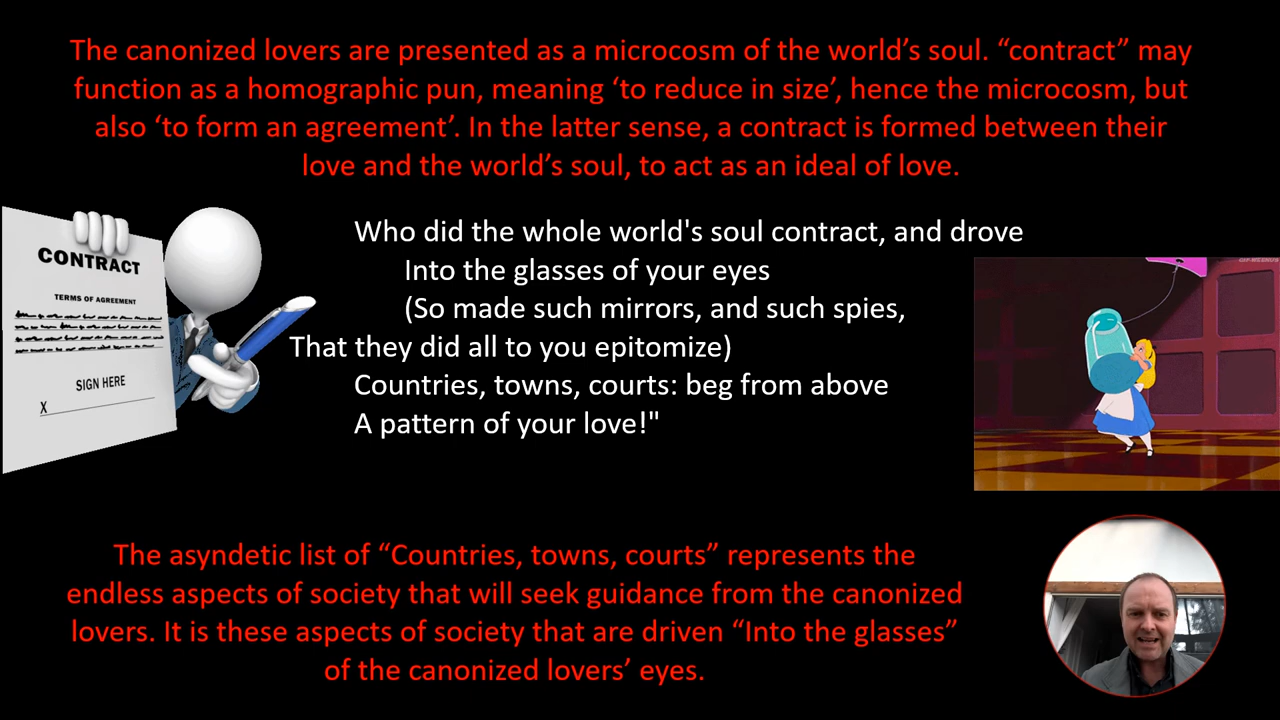 The canonized lovers are presented as a microcosm of the world’s soul. “contract” may
function as a homographic pun, meaning ‘to reduce in size’, hence the microcosm, but
also ‘to form an agreement’. In the latter sense, a contract is formed between their
love and the world’s soul, to act as an ideal of love.
CONTRACT
TERMS OF AGREEMENT
SIGN HERE
X
Who did the whole world's soul contract, and drove
Into the glasses of your eyes
(So made such mirrors, and such spies,
That they did all to you epitomize)
Countries, towns, courts: beg from above
A pattern of your love!"
The asyndetic list of “Countries, towns, courts” represents the
endless aspects of society that will seek guidance from the canonized
lovers. It is these aspects of society that are driven “Into the glasses”
of the canonized lovers’ eyes.